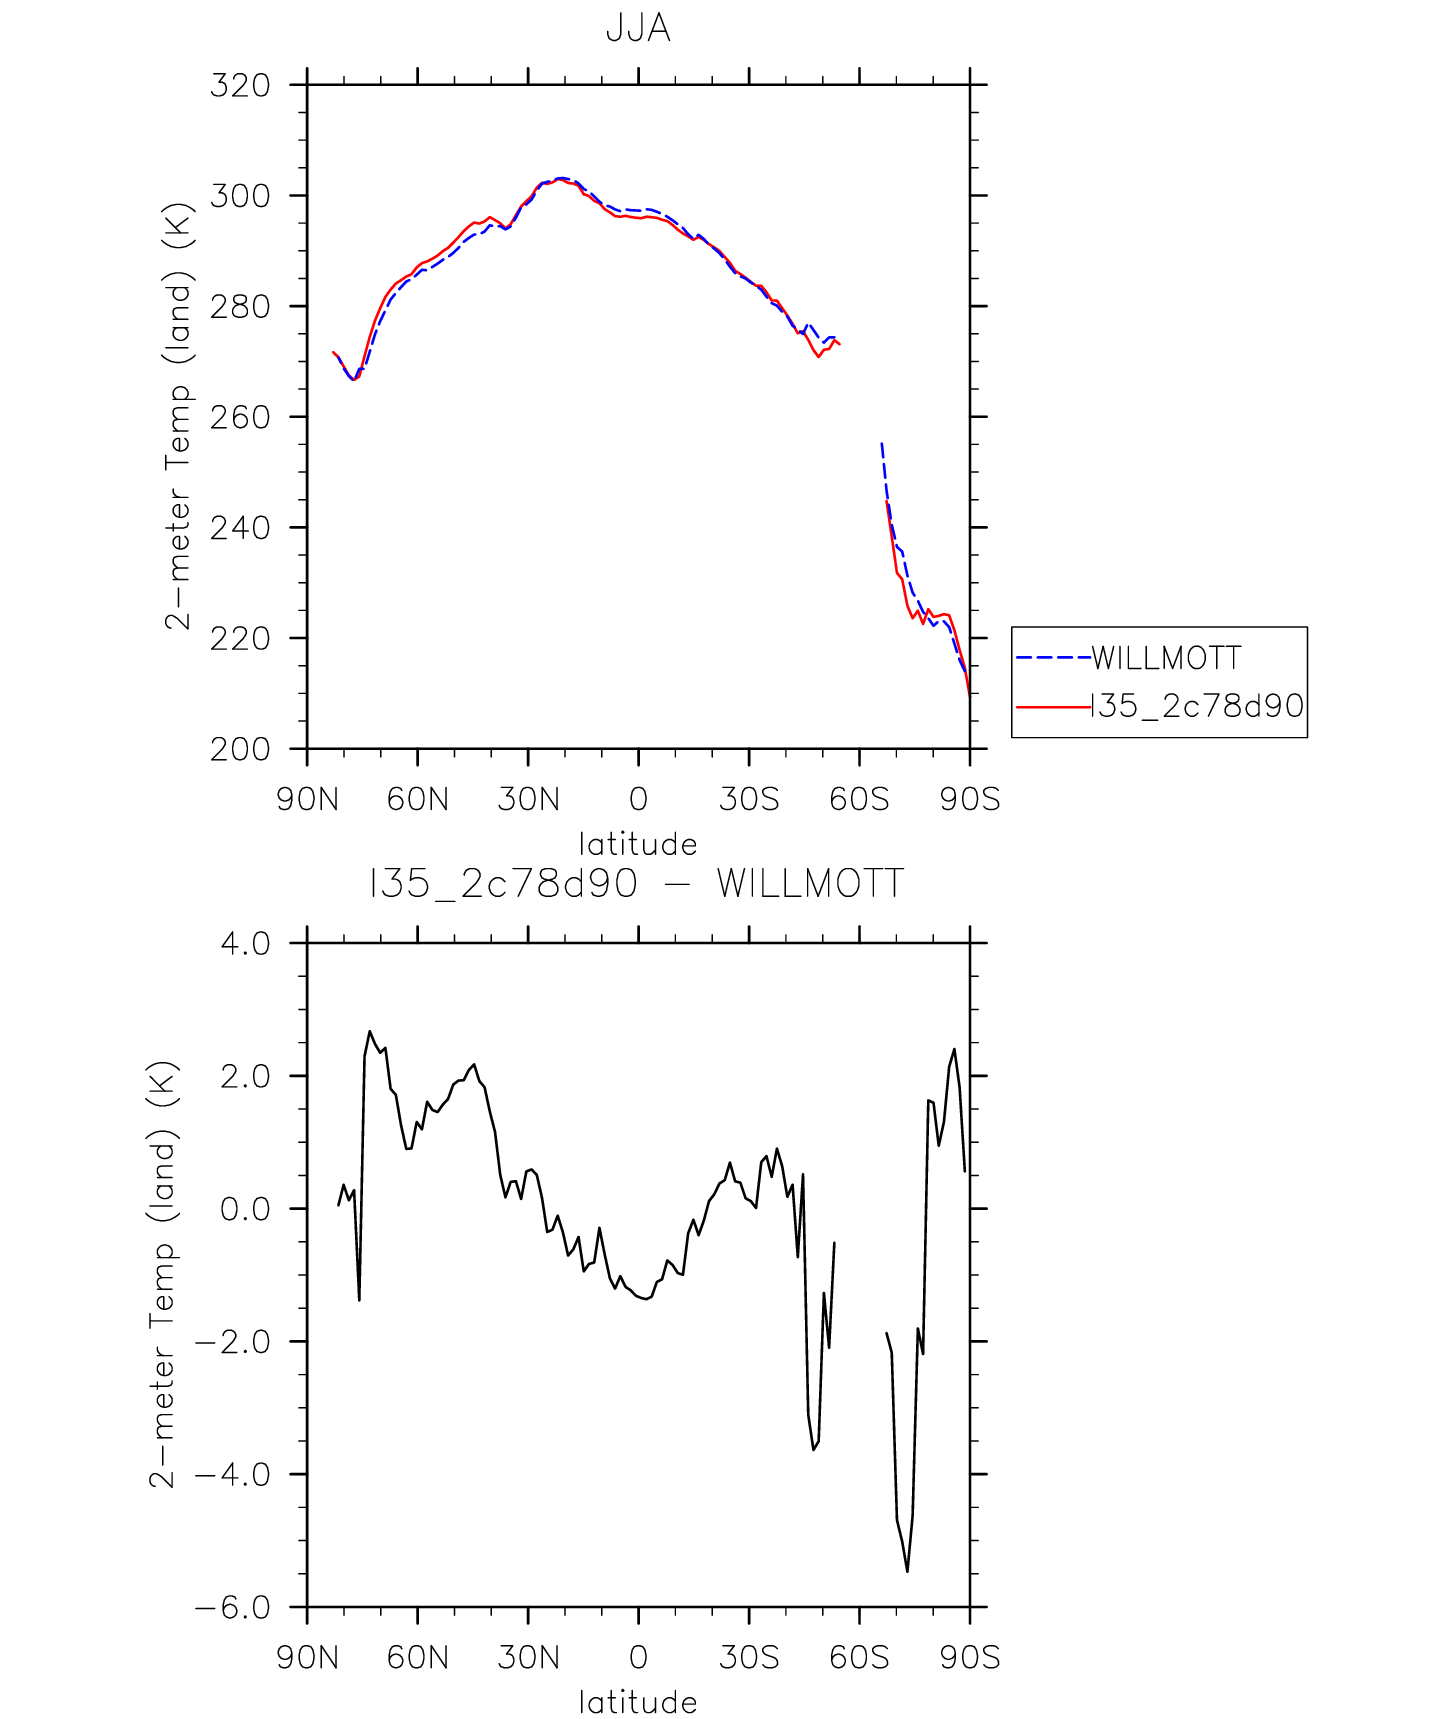 JJA
320
300
280
260
240
220
200
2-meter Temp (land) (K)
90N 60N 30N 0 30S 60S 90S
latitude
WILLMOTT
I35_2c78d90
I35_2c78d90 - WILLMOTT
4.0
2.0
0.0
-2.0
-4.0
-6.0
2-meter Temp (land) (K)
90N 60N 30N 0 30S 60S 90S
latitude